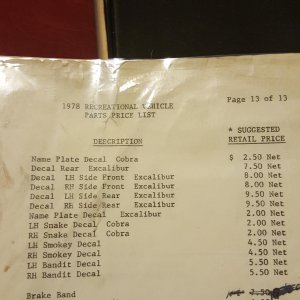 1978 RECREATIONAL VEHICLE Page 13 of 13
PARTS PRICE LIST
* SUGGESTED
DESCRIPTION RETAIL PRICE
Name Plate Decal Cobra $ 2.50 Net
Decal Rear Excalibur 7.50 Net
Decal LH Side Front Excalibur 8.00 Net
Decal RH Side Front Excalibur 8.00 Net
Decal LH Side Rear Excalibur 9.50 Net
Decal RH Side Rear Excalibur 9.50 Net
Name Plate Decal Cobra 2.00 Net
LH Snake Decal Cobra 2.00 Net
RH Snake Decal Cobra 2.00 Net
LH Smokey Decal 4.50 Net
RH Smokey Decal 4.50 Net
LH Bandit Decal 5.50 Net
RH Bandit Decal 5.50 Net
Brake Band Net